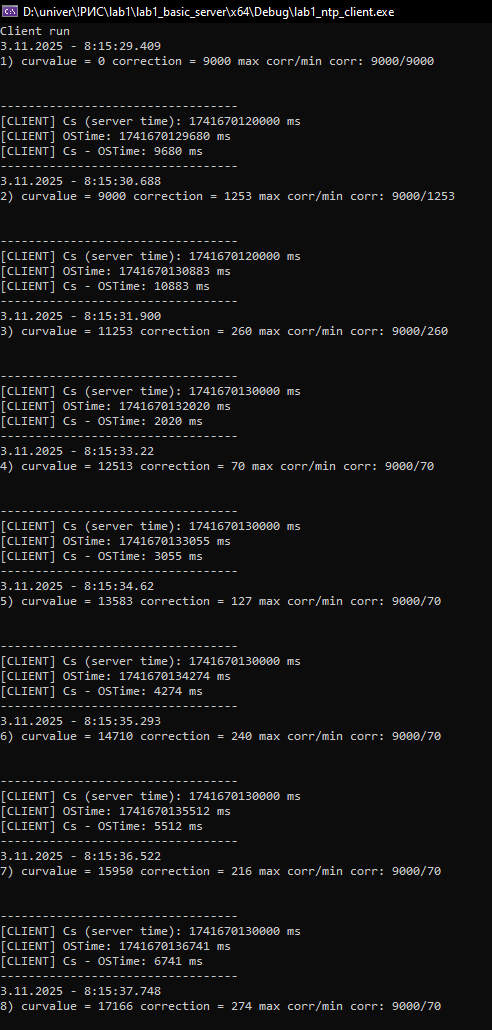 D:\univer\!РИС\lab1\lab1_basic_server\x64\Debug\lab1_ntp_client.exe
Client run
3.11.2025 - 8:15:29.409
1) curvalue = 0 correction = 9000 max corr/min corr: 9000/9000
----------------------------------
[CLIENT] Cs (server time): 1741670120000 ms
[CLIENT] OSTime: 1741670129680 ms
[CLIENT] Cs - OSTime: 9680 ms
----------------------------------
3.11.2025 - 8:15:30.688
2) curvalue = 9000 correction = 1253 max corr/min corr: 9000/1253
----------------------------------
[CLIENT] Cs (server time): 1741670120000 ms
[CLIENT] OSTime: 1741670130883 ms
[CLIENT] Cs - OSTime: 10883 ms
----------------------------------
3.11.2025 - 8:15:31.900
3) curvalue = 11253 correction = 260 max corr/min corr: 9000/260
----------------------------------
[CLIENT] Cs (server time): 1741670130000 ms
[CLIENT] OSTime: 1741670132020 ms
[CLIENT] Cs - OSTime: 2020 ms
----------------------------------
3.11.2025 - 8:15:33.22
4) curvalue = 12513 correction = 70 max corr/min corr: 9000/70
----------------------------------
[CLIENT] Cs (server time): 1741670130000 ms
[CLIENT] OSTime: 1741670133055 ms
[CLIENT] Cs - OSTime: 3055 ms
----------------------------------
3.11.2025 - 8:15:34.62
5) curvalue = 13583 correction = 127 max corr/min corr: 9000/70
----------------------------------
[CLIENT] Cs (server time): 1741670130000 ms
[CLIENT] OSTime: 1741670134274 ms
[CLIENT] Cs - OSTime: 4274 ms
----------------------------------
3.11.2025 - 8:15:35.293
6) curvalue = 14710 correction = 240 max corr/min corr: 9000/70
----------------------------------
[CLIENT] Cs (server time): 1741670130000 ms
[CLIENT] OSTime: 1741670135512 ms
[CLIENT] Cs - OSTime: 5512 ms
----------------------------------
3.11.2025 - 8:15:36.522
7) curvalue = 15950 correction = 216 max corr/min corr: 9000/70
----------------------------------
[CLIENT] Cs (server time): 1741670130000 ms
[CLIENT] OSTime: 1741670136741 ms
[CLIENT] Cs - OSTime: 6741 ms
----------------------------------
3.11.2025 - 8:15:37.748
8) curvalue = 17166 correction = 274 max corr/min corr: 9000/70